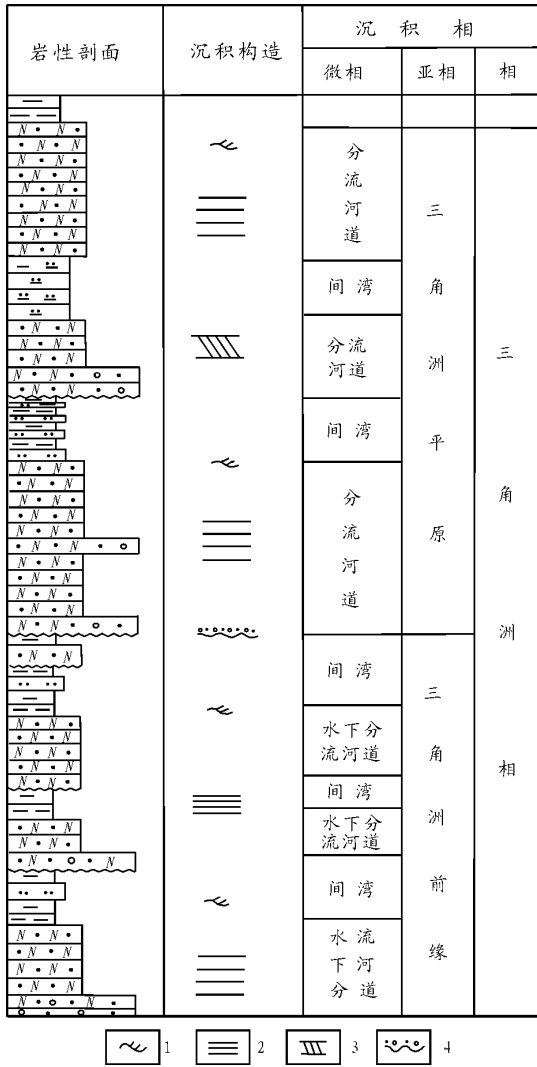 岩性剖面
沉积构造
沉积相
微相
亚相
相
分流河道
间湾
分流
河道
间湾
分流河道
间湾
水下分
流河道
间湾
水下分
流河道
间湾
水流
下河
分道
三角洲平原
三角洲前缘
三角洲相
1
2
3
4